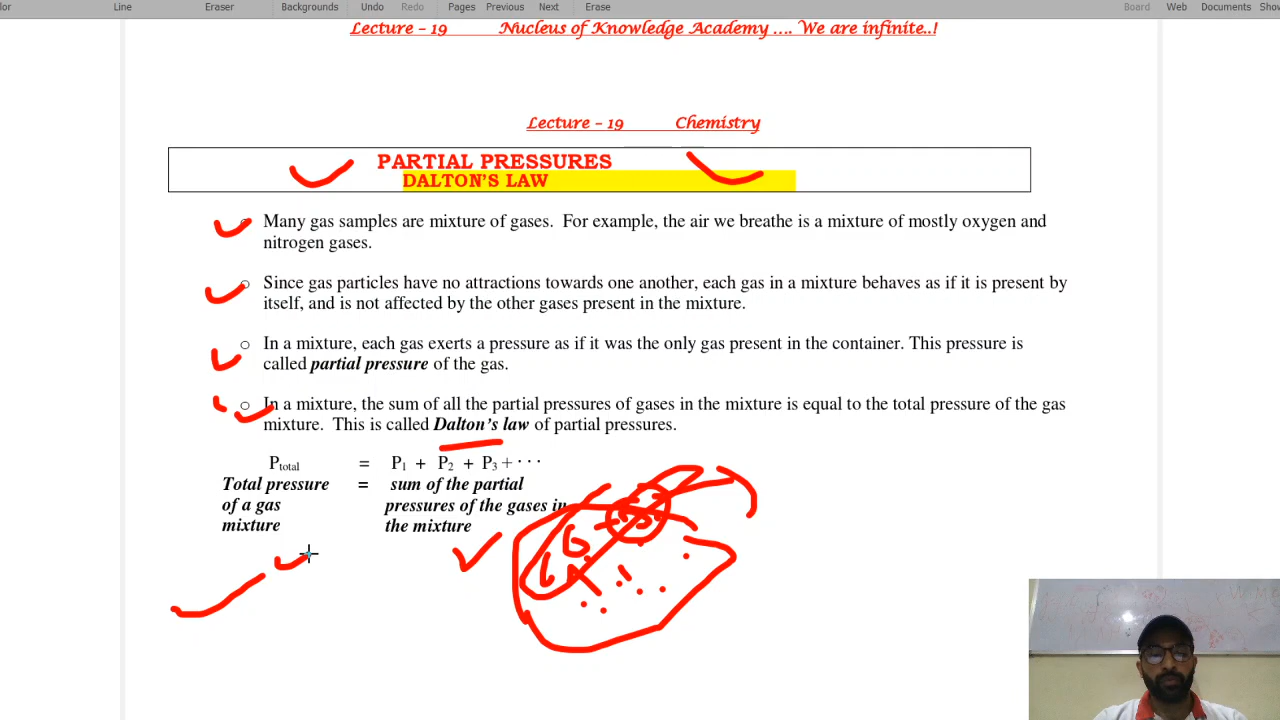 lor Line Eraser Backgrounds Undo Redo Pages Previous Next Erase Board Web Documents Show
Lecture – 19 Nucleus of Knowledge Academy …. We are infinite..!
Lecture – 19 Chemistry
PARTIAL PRESSURES
DALTON'S LAW
o Many gas samples are mixture of gases. For example, the air we breathe is a mixture of mostly oxygen and
nitrogen gases.
o Since gas particles have no attractions towards one another, each gas in a mixture behaves as if it is present by
itself, and is not affected by the other gases present in the mixture.
o In a mixture, each gas exerts a pressure as if it was the only gas present in the container. This pressure is
called partial pressure of the gas.
o In a mixture, the sum of all the partial pressures of gases in the mixture is equal to the total pressure of the gas
mixture. This is called Dalton's law of partial pressures.
Ptotal = P1 + P2 + P3 + ···
Total pressure = sum of the partial
of a gas pressures of the gases in
mixture the mixture